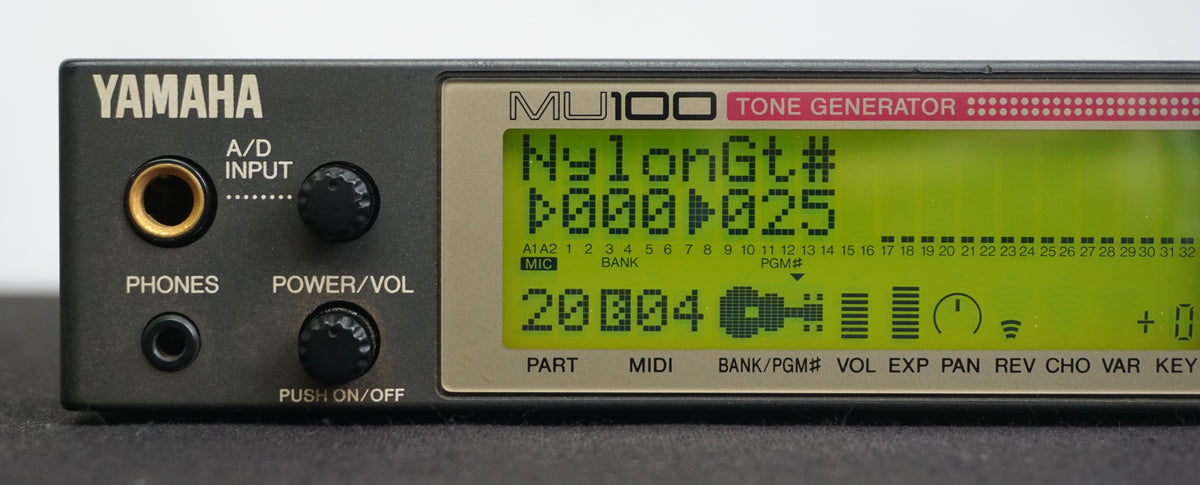 YAMAHA
A/D
INPUT
PHONES
POWER/VOL
PUSH ON/OFF
MU100 TONE GENERATOR
NylonGt#
000 025
A1 A2 1 2 3 4 5 6 7 8 9 10 11 12 13 14 15 16 17 18 19 20 21 22 23 24 25 26 27 28 29 30 31 32
MIC BANK PGM♯
20 B04 + 0
PART MIDI BANK/PGM♯ VOL EXP PAN REV CHO VAR KEY